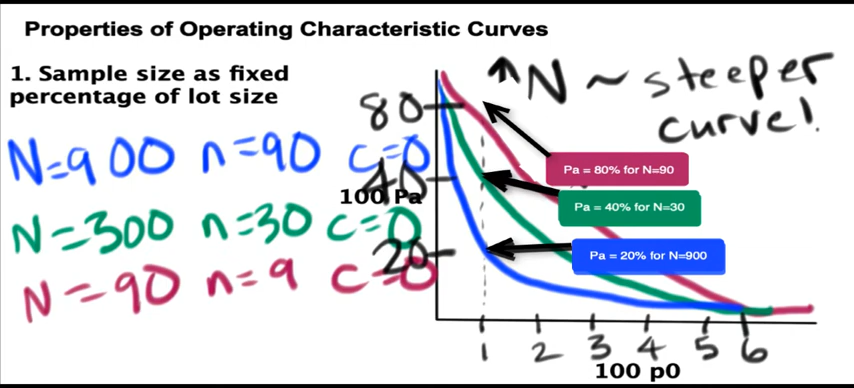 Properties of Operating Characteristic Curves
1. Sample size as fixed
percentage of lot size
↑N ~ steeper
curve!
N=900 n=90 c=0
N=300 n=30 c=0
N=90 n=9 c=0
80
40
20
100 Pa
Pa = 80% for N=90
Pa = 40% for N=30
Pa = 20% for N=900
1 2 3 4 5 6
100 p0